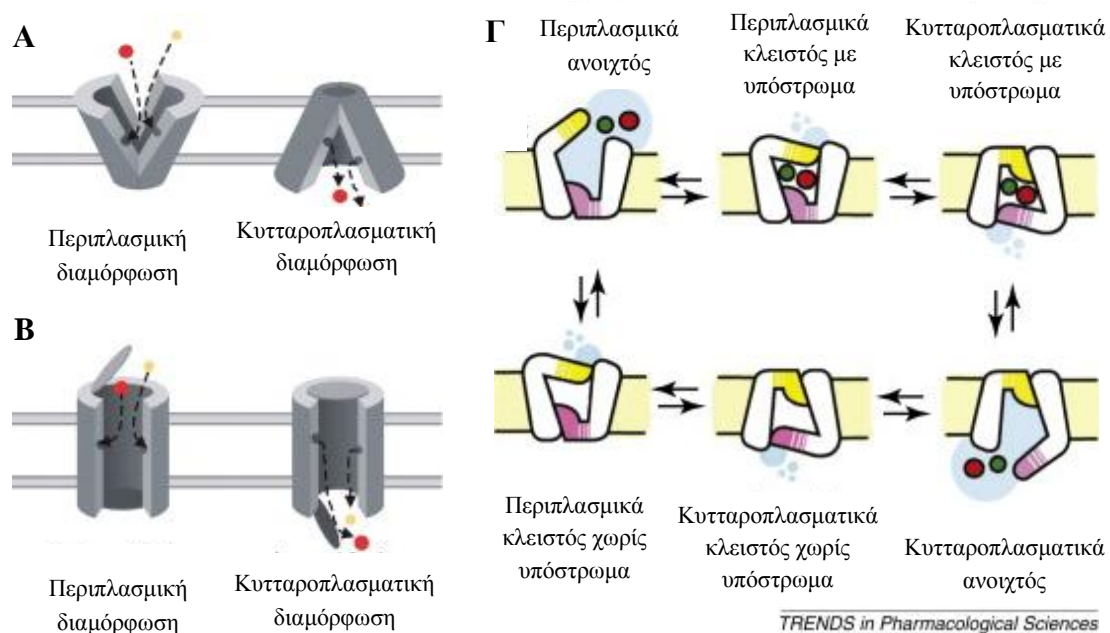 Α
Περιπλασμική
διαμόρφωση
Κυτταροπλασματική
διαμόρφωση
Β
Περιπλασμική
διαμόρφωση
Κυτταροπλασματική
διαμόρφωση
Γ
Περιπλασμικά
ανοιχτός
Περιπλασμικά
κλειστός με
υπόστρωμα
Κυτταροπλασματικά
κλειστός με
υπόστρωμα
Περιπλασμικά
κλειστός χωρίς
υπόστρωμα
Κυτταροπλασματικά
κλειστός χωρίς
υπόστρωμα
Κυτταροπλασματικά
ανοιχτός
TRENDS in Pharmacological Sciences